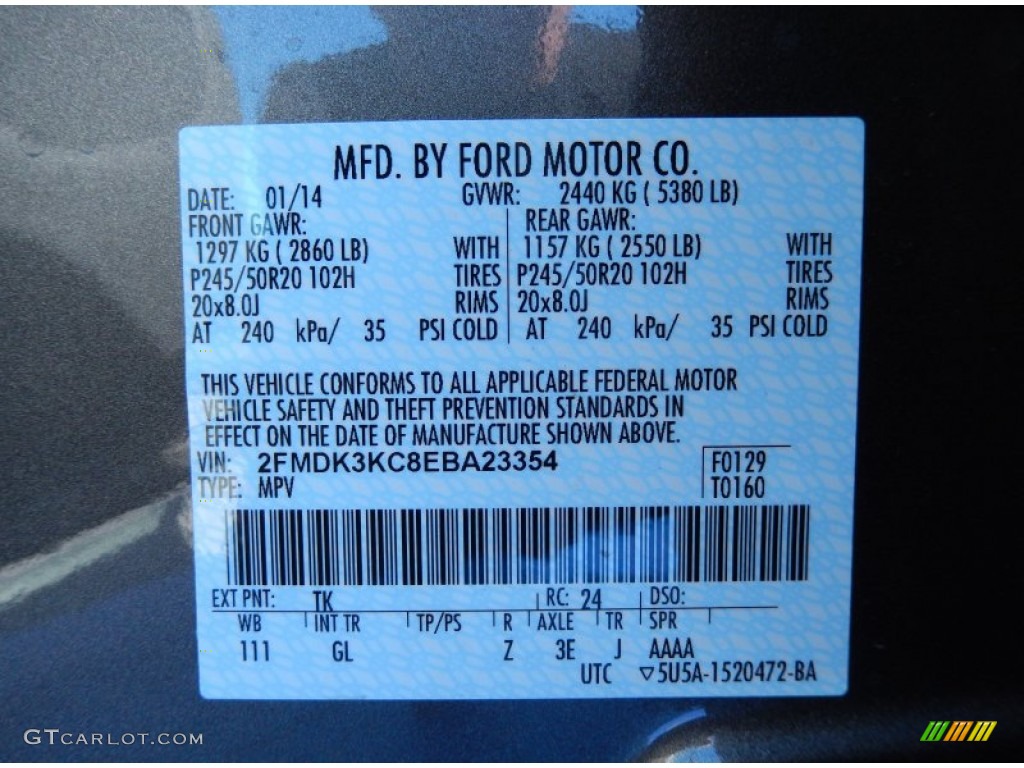 MFD. BY FORD MOTOR CO.
DATE: 01/14 GVWR: 2440 KG ( 5380 LB)
FRONT GAWR: REAR GAWR:
1297 KG ( 2860 LB) WITH 1157 KG ( 2550 LB) WITH
P245/50R20 102H TIRES P245/50R20 102H TIRES
20x8.0J RIMS 20x8.0J RIMS
AT 240 kPa/ 35 PSI COLD AT 240 kPa/ 35 PSI COLD
THIS VEHICLE CONFORMS TO ALL APPLICABLE FEDERAL MOTOR
VEHICLE SAFETY AND THEFT PREVENTION STANDARDS IN
EFFECT ON THE DATE OF MANUFACTURE SHOWN ABOVE.
VIN: 2FMDK3KC8EBA23354 F0129
TYPE: MPV T0160
EXT PNT: TK RC: 24 DSO:
WB INT TR TP/PS R AXLE TR SPR
111 GL Z 3E J AAAA
UTC ▽5U5A-1520472-BA
GTCARLOT.COM